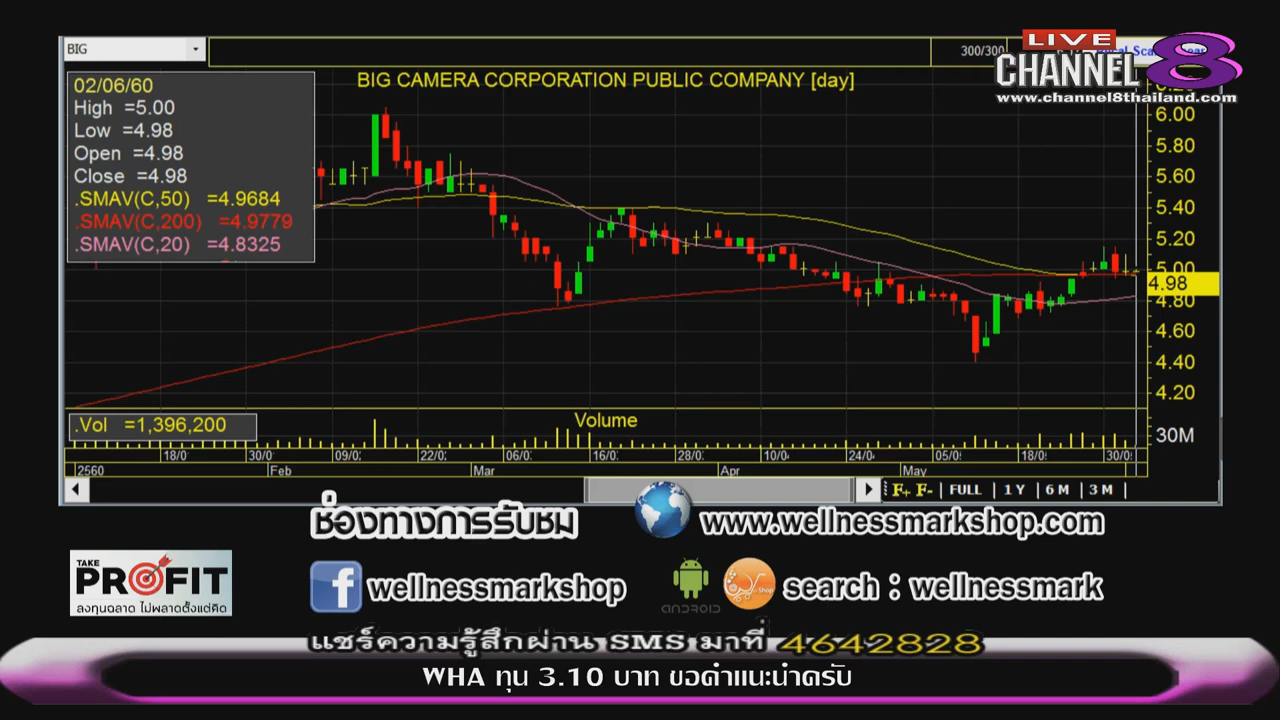 BIG
300/300
LIVE
CHANNEL 8
www.channel8thailand.com
BIG CAMERA CORPORATION PUBLIC COMPANY [day]
02/06/60
High =5.00
Low =4.98
Open =4.98
Close =4.98
.SMAV(C,50) =4.9684
.SMAV(C,200) =4.9779
.SMAV(C,20) =4.8325
6.00
5.80
5.60
5.40
5.20
5.00
4.98
4.80
4.60
4.40
4.20
.Vol =1,396,200
Volume
30M
18/0 30/0 09/0 22/0 06/0 16/0 28/0 10/0 24/0 05/0 18/0 30/0
2560 Feb Mar Apr May
F+ F- FULL 1 Y 6 M 3 M
ช่องทางการรับชม
www.wellnessmarkshop.com
TAKE
PROFIT
ลงทุนฉลาด ไม่พลาดตั้งแต่คิด
f wellnessmarkshop
ANDROID
Shop
search : wellnessmark
แชร์ความรู้สึกผ่าน SMS มาที่ 4642828
WHA ทุน 3.10 บาท ขอคำแนะนำครับ